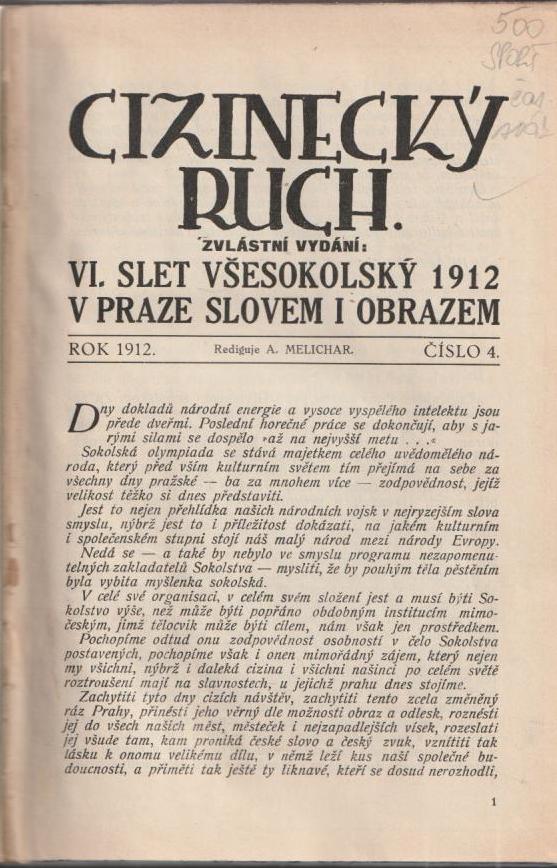 500
SPORT
CIZINECKÝ
RUCH.
ZVLÁSTNÍ VYDÁNÍ:
VI. SLET VŠESOKOLSKÝ 1912
V PRAZE SLOVEM I OBRAZEM
ROK 1912. Rediguje A. MELICHAR. ČÍSLO 4.
Dny dokladů národní energie a vysoce vyspělého intelektu jsou
přede dveřmi. Poslední horečné práce se dokončují, aby s ja-
rými silami se dospělo »až na nejvyšší metu . . .«
Sokolská olympiada se stává majetkem celého uvědomělého ná-
roda, který před vším kulturním světem tím přejímá na sebe za
všechny dny pražské — ba za mnohem více — zodpovědnost, jejíž
velikost těžko si dnes představiti.
Jest to nejen přehlídka našich národních vojsk v nejryzejším slova
smyslu, nýbrž jest to i příležitost dokázati, na jakém kulturním
i společenském stupni stojí náš malý národ mezi národy Evropy.
Nedá se — a také by nebylo ve smyslu programu nezapomenu-
telných zakladatelů Sokolstva — mysliti, že by pouhým těla pěstěním
byla vybita myšlenka sokolská.
V celé své organisaci, v celém svém složení jest a musí býti So-
kolstvo výše, než může býti popřáno obdobným institucím mimo-
českým, jimž tělocvik může býti cílem, nám však jen prostředkem.
Pochopíme odtud onu zodpovědnost osobností v čelo Sokolstva
postavených, pochopíme však i onen mimořádný zájem, který nejen
my všichni, nýbrž i daleká cizina i všichni našinci po celém světě
roztroušení mají na slavnostech, u jejichž prahu dnes stojíme.
Zachytiti tyto dny cizích návštěv, zachytiti tento zcela změněný
ráz Prahy, přinésti jeho věrný dle možnosti obraz a odlesk, roznésti
jej do všech našich měst, městeček i nejzapadlejších vísek, rozeslati
jej všude tam, kam proniká české slovo a český zvuk, vznítiti tak
lásku k onomu velikému dílu, v němž leží kus naší společné bu-
doucnosti, a přiměti tak ještě ty liknavé, kteří se dosud nerozhodli,
1